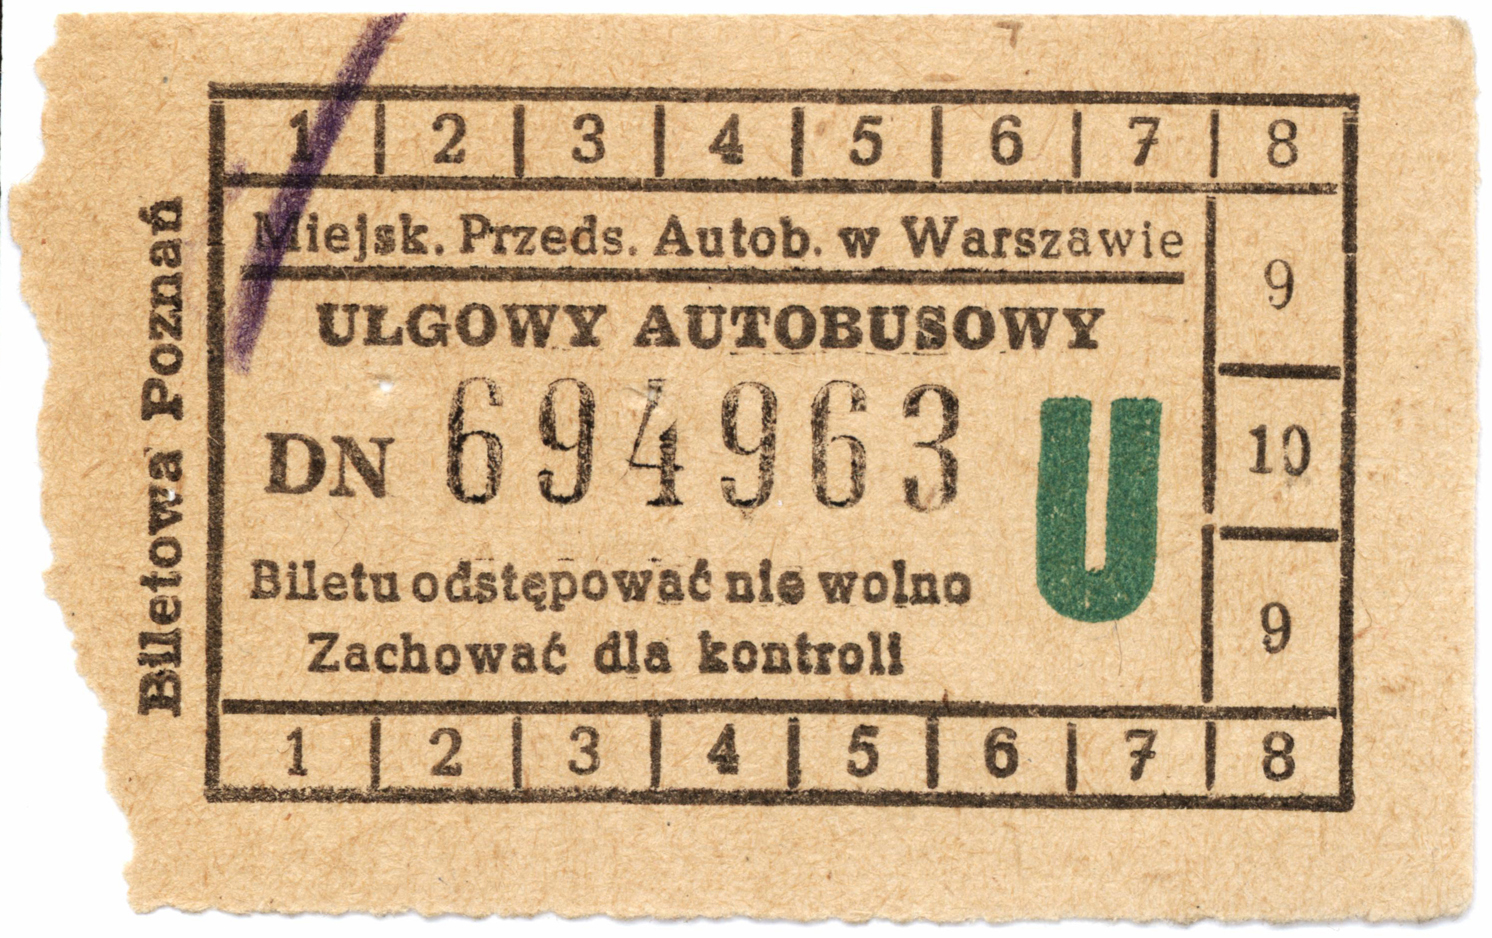 1 2 3 4 5 6 7 8
Miejsk. Przeds. Autob. w Warszawie
ULGOWY AUTOBUSOWY
DN 694963
U
Biletu odstępować nie wolno
Zachować dla kontroli
9
10
9
1 2 3 4 5 6 7 8
Biletowa Poznań